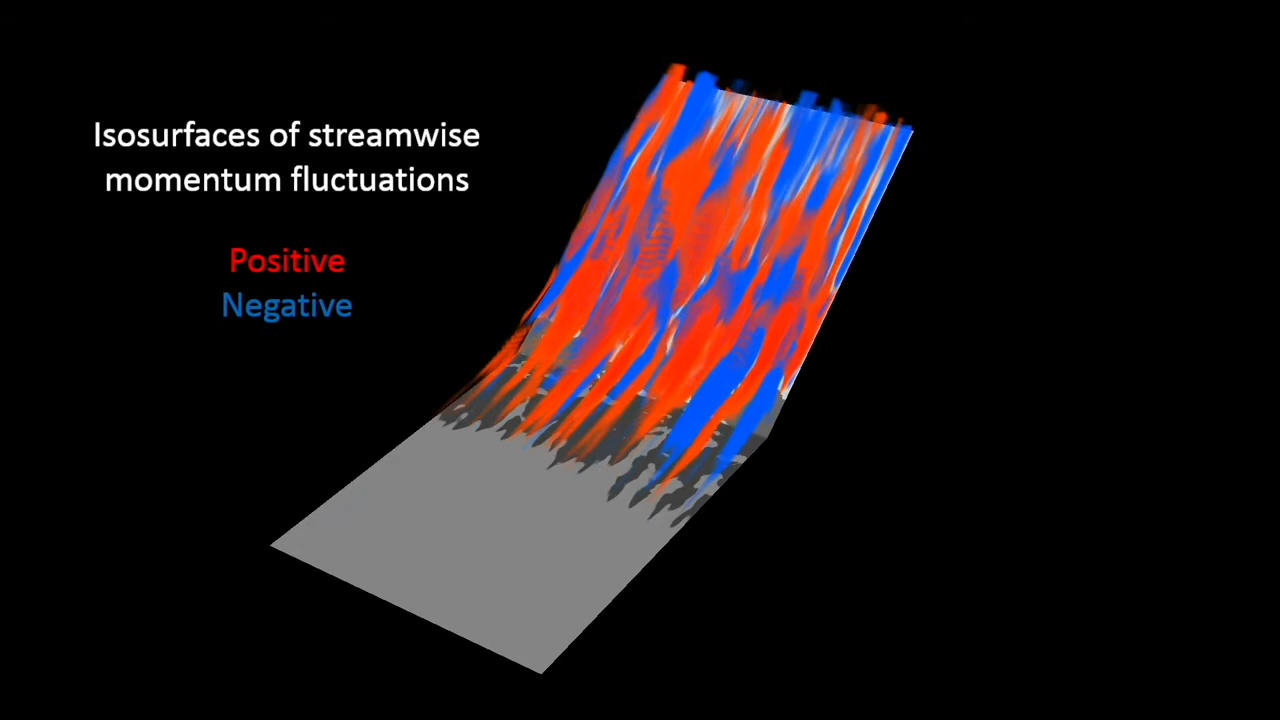 Isosurfaces of streamwise
momentum fluctuations
Positive
Negative